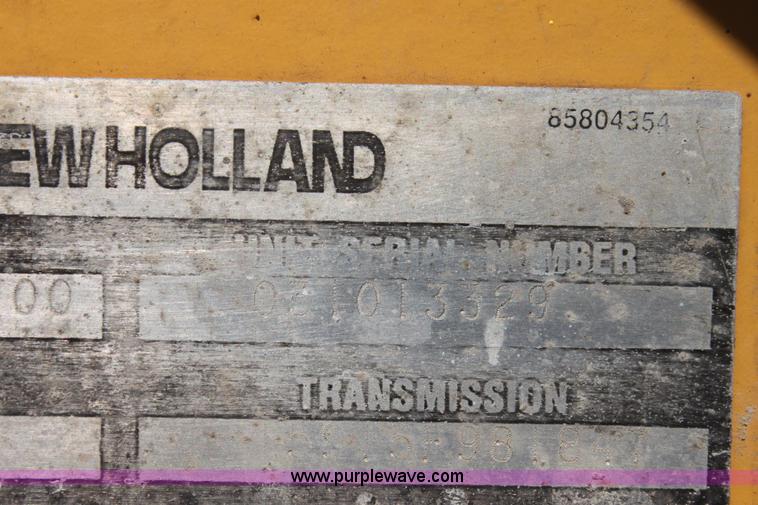 85804354
EW HOLLAND
UNIT SERIAL NUMBER
00 031013329
TRANSMISSION
www.purplewave.com